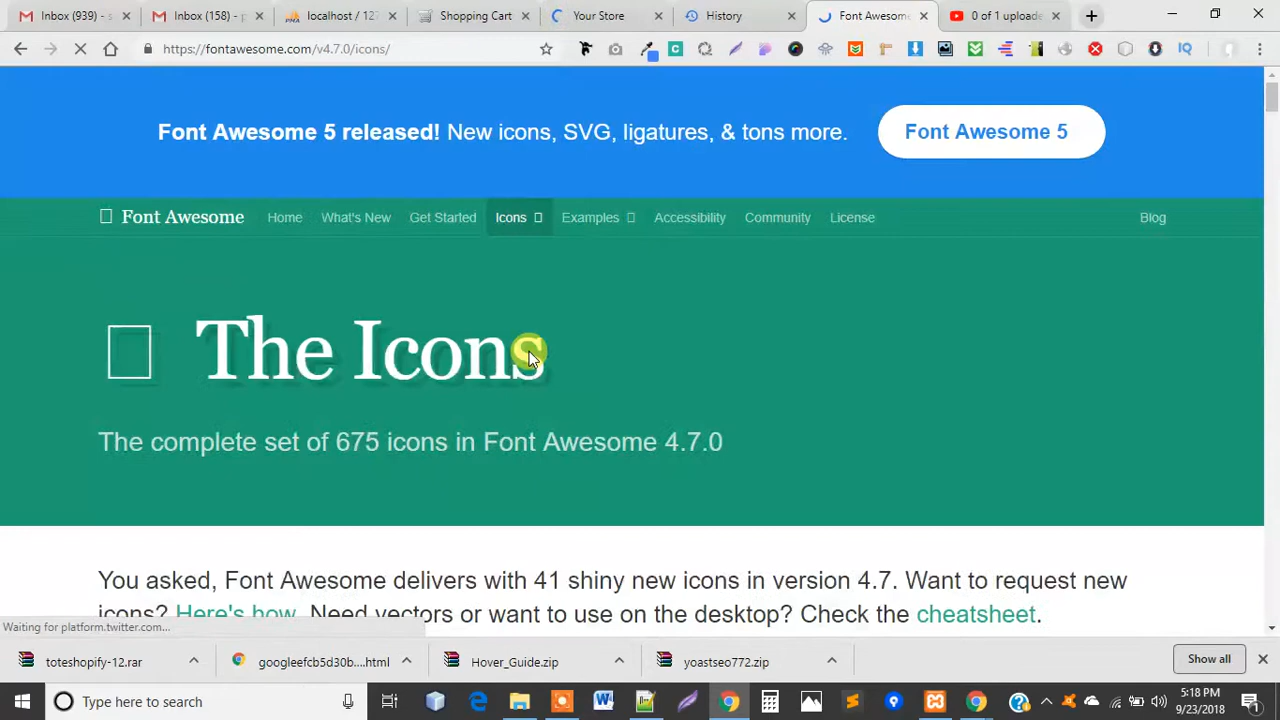 Inbox (939) - s
Inbox (158) - p
localhost / 127
Shopping Cart
Your Store
History
Font Awesome
0 of 1 uploade
https://fontawesome.com/v4.7.0/icons/
Font Awesome 5 released! New icons, SVG, ligatures, & tons more.
Font Awesome 5
Font Awesome
Home
What's New
Get Started
Icons
Examples
Accessibility
Community
License
Blog
The Icons
The complete set of 675 icons in Font Awesome 4.7.0
You asked, Font Awesome delivers with 41 shiny new icons in version 4.7. Want to request new
icons? Here's how. Need vectors or want to use on the desktop? Check the cheatsheet.
Waiting for platform.twitter.com...
toteshopify-12.rar
googleefcb5d30b....html
Hover_Guide.zip
yoastseo772.zip
Show all
Type here to search
5:18 PM
9/23/2018